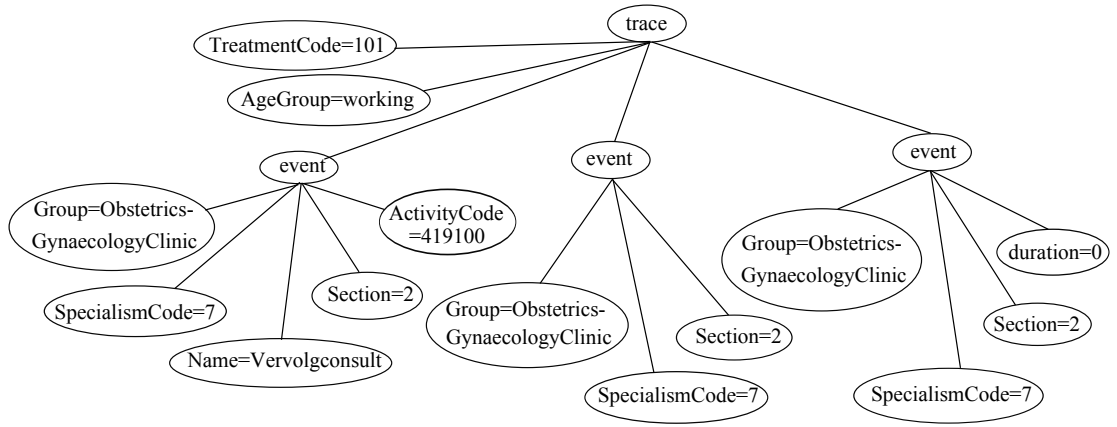 trace
TreatmentCode=101
AgeGroup=working
event
Group=Obstetrics-
GynaecologyClinic
SpecialismCode=7
Name=Vervolgconsult
Section=2
ActivityCode
=419100
event
Group=Obstetrics-
GynaecologyClinic
SpecialismCode=7
Section=2
event
Group=Obstetrics-
GynaecologyClinic
SpecialismCode=7
Section=2
duration=0